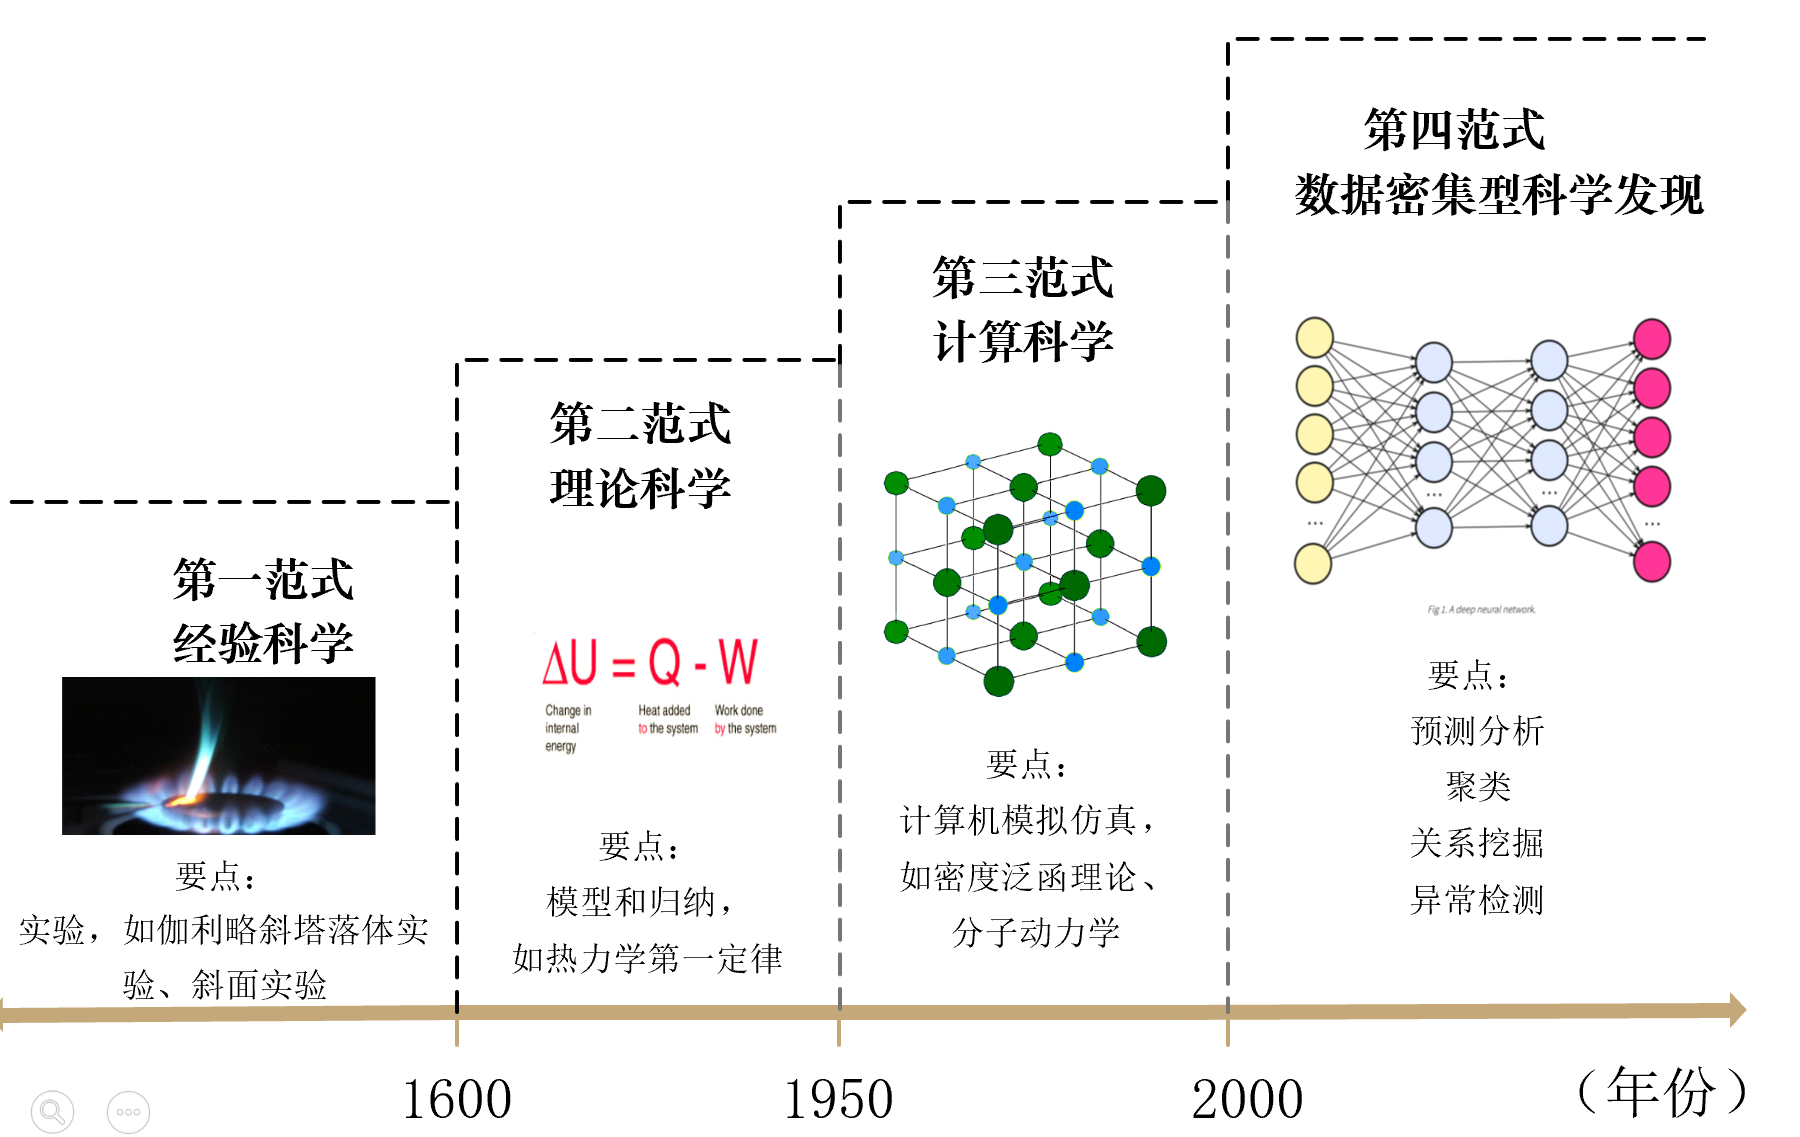 第一范式
经验科学
要点：
实验，如伽利略斜塔落体实
验、斜面实验
第二范式
理论科学
ΔU = Q - W
Change in
internal
energy
Heat added
to the system
Work done
by the system
要点：
模型和归纳，
如热力学第一定律
第三范式
计算科学
要点：
计算机模拟仿真，
如密度泛函理论、
分子动力学
第四范式
数据密集型科学发现
...
...
...
...
Fig 1. A deep neural network.
要点：
预测分析
聚类
关系挖掘
异常检测
1600
1950
2000
（年份）